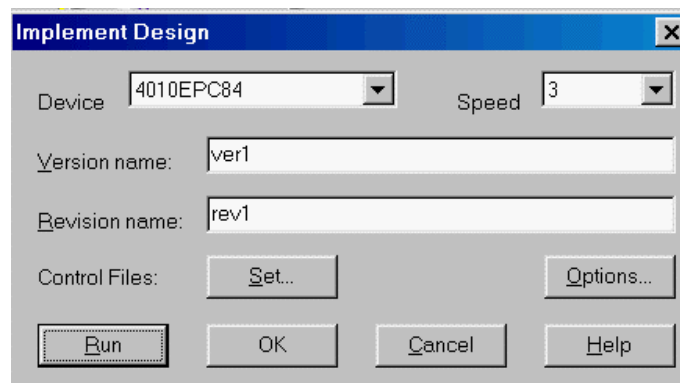 Implement Design
Device 4010EPC84 Speed 3
Version name: ver1
Revision name: rev1
Control Files: Set... Options...
Run OK Cancel Help